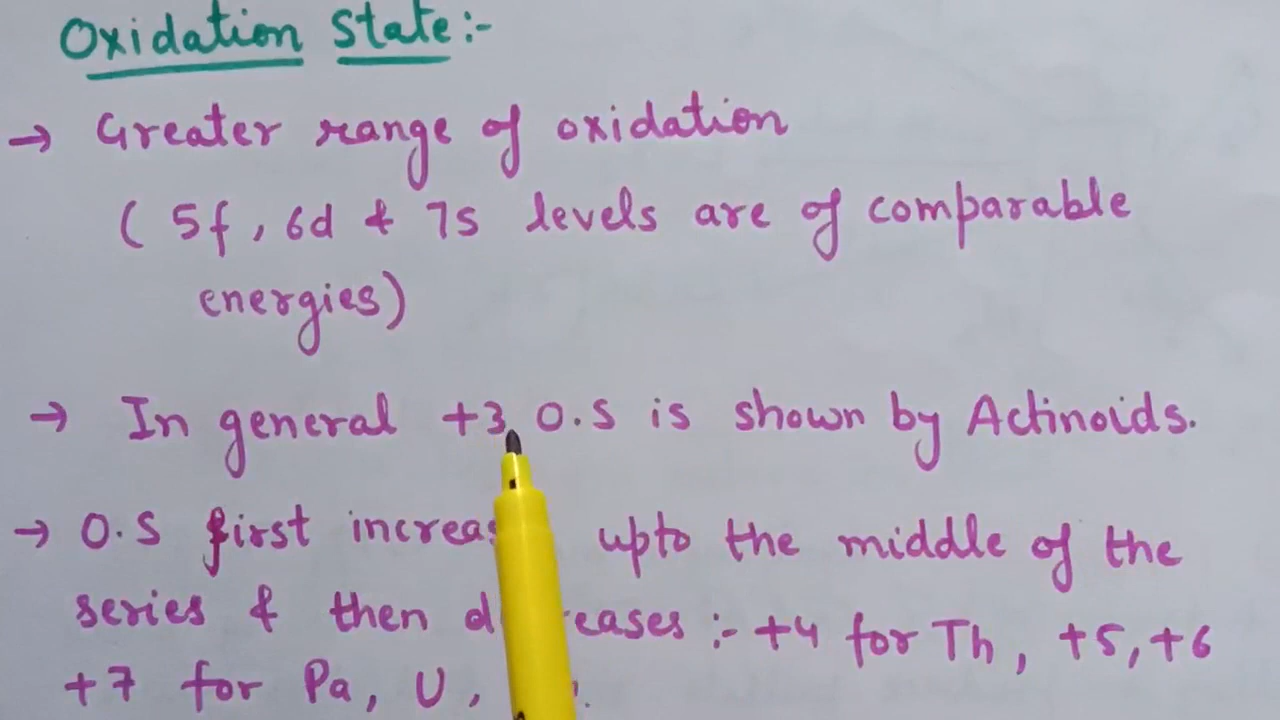 Oxidation State:-
→ Greater range of oxidation
( 5f, 6d & 7s levels are of comparable
energies)
→ In general +3 O.S is shown by Actinoids.
→ O.S first increas upto the middle of the
series & then d reases :- +4 for Th, +5, +6
+7 for Pa, U,